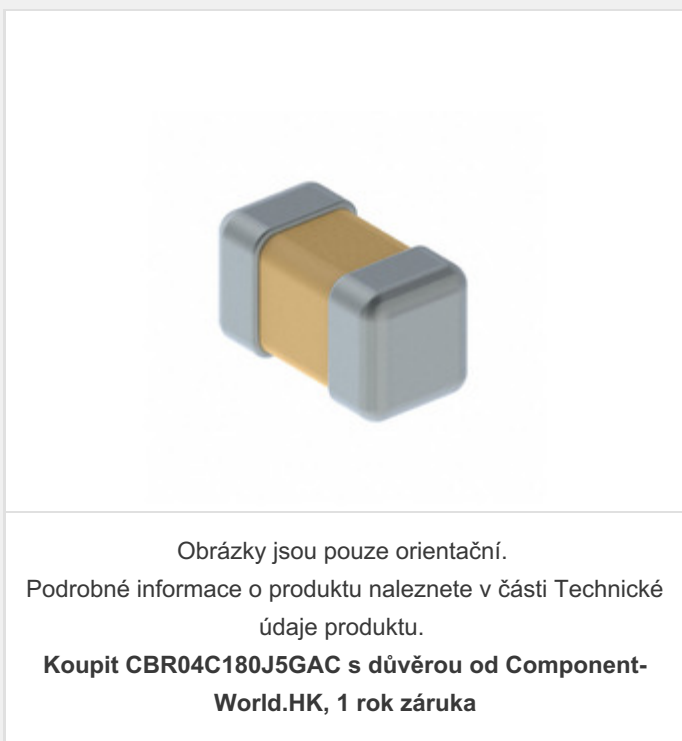 Obrázky jsou pouze orientační.
Podrobné informace o produktu naleznete v části Technické
údaje produktu.
Koupit CBR04C180J5GAC s důvěrou od Component-
World.HK, 1 rok záruka